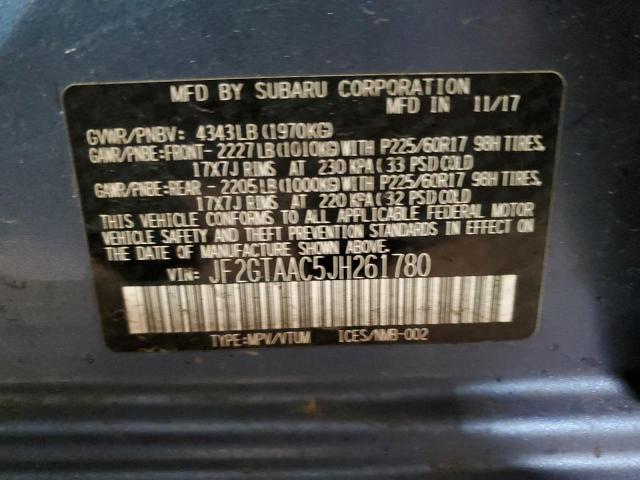 MFD BY SUBARU CORPORATION
MFD IN 11/17
GVWR/PNBV: 4343LB(1970KG)
GAWR/PNBE:FRONT-2227LB(1010KG)WITH P225/60R17 98H TIRES,
17X7J RIMS AT 230 KPA(33 PSI)COLD
GAWR/PNBE:REAR -2205LB(1000KG)WITH P225/60R17 98H TIRES,
17X7J RIMS AT 220 KPA(32 PSI)COLD
THIS VEHICLE CONFORMS TO ALL APPLICABLE FEDERAL MOTOR
VEHICLE SAFETY AND THEFT PREVENTION STANDARDS IN EFFECT ON
THE DATE OF MANUFACTURE SHOWN ABOVE.
VIN: JF2GTAAC5JH261780
TYPE:MPV/VTUM ICES/NMB-002